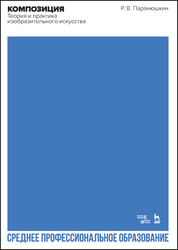 КОМПОЗИЦИЯ
Теория и практика
изобразительного искусства
Р. В. Паранюшкин
СРЕДНЕЕ ПРОФЕССИОНАЛЬНОЕ ОБРАЗОВАНИЕ